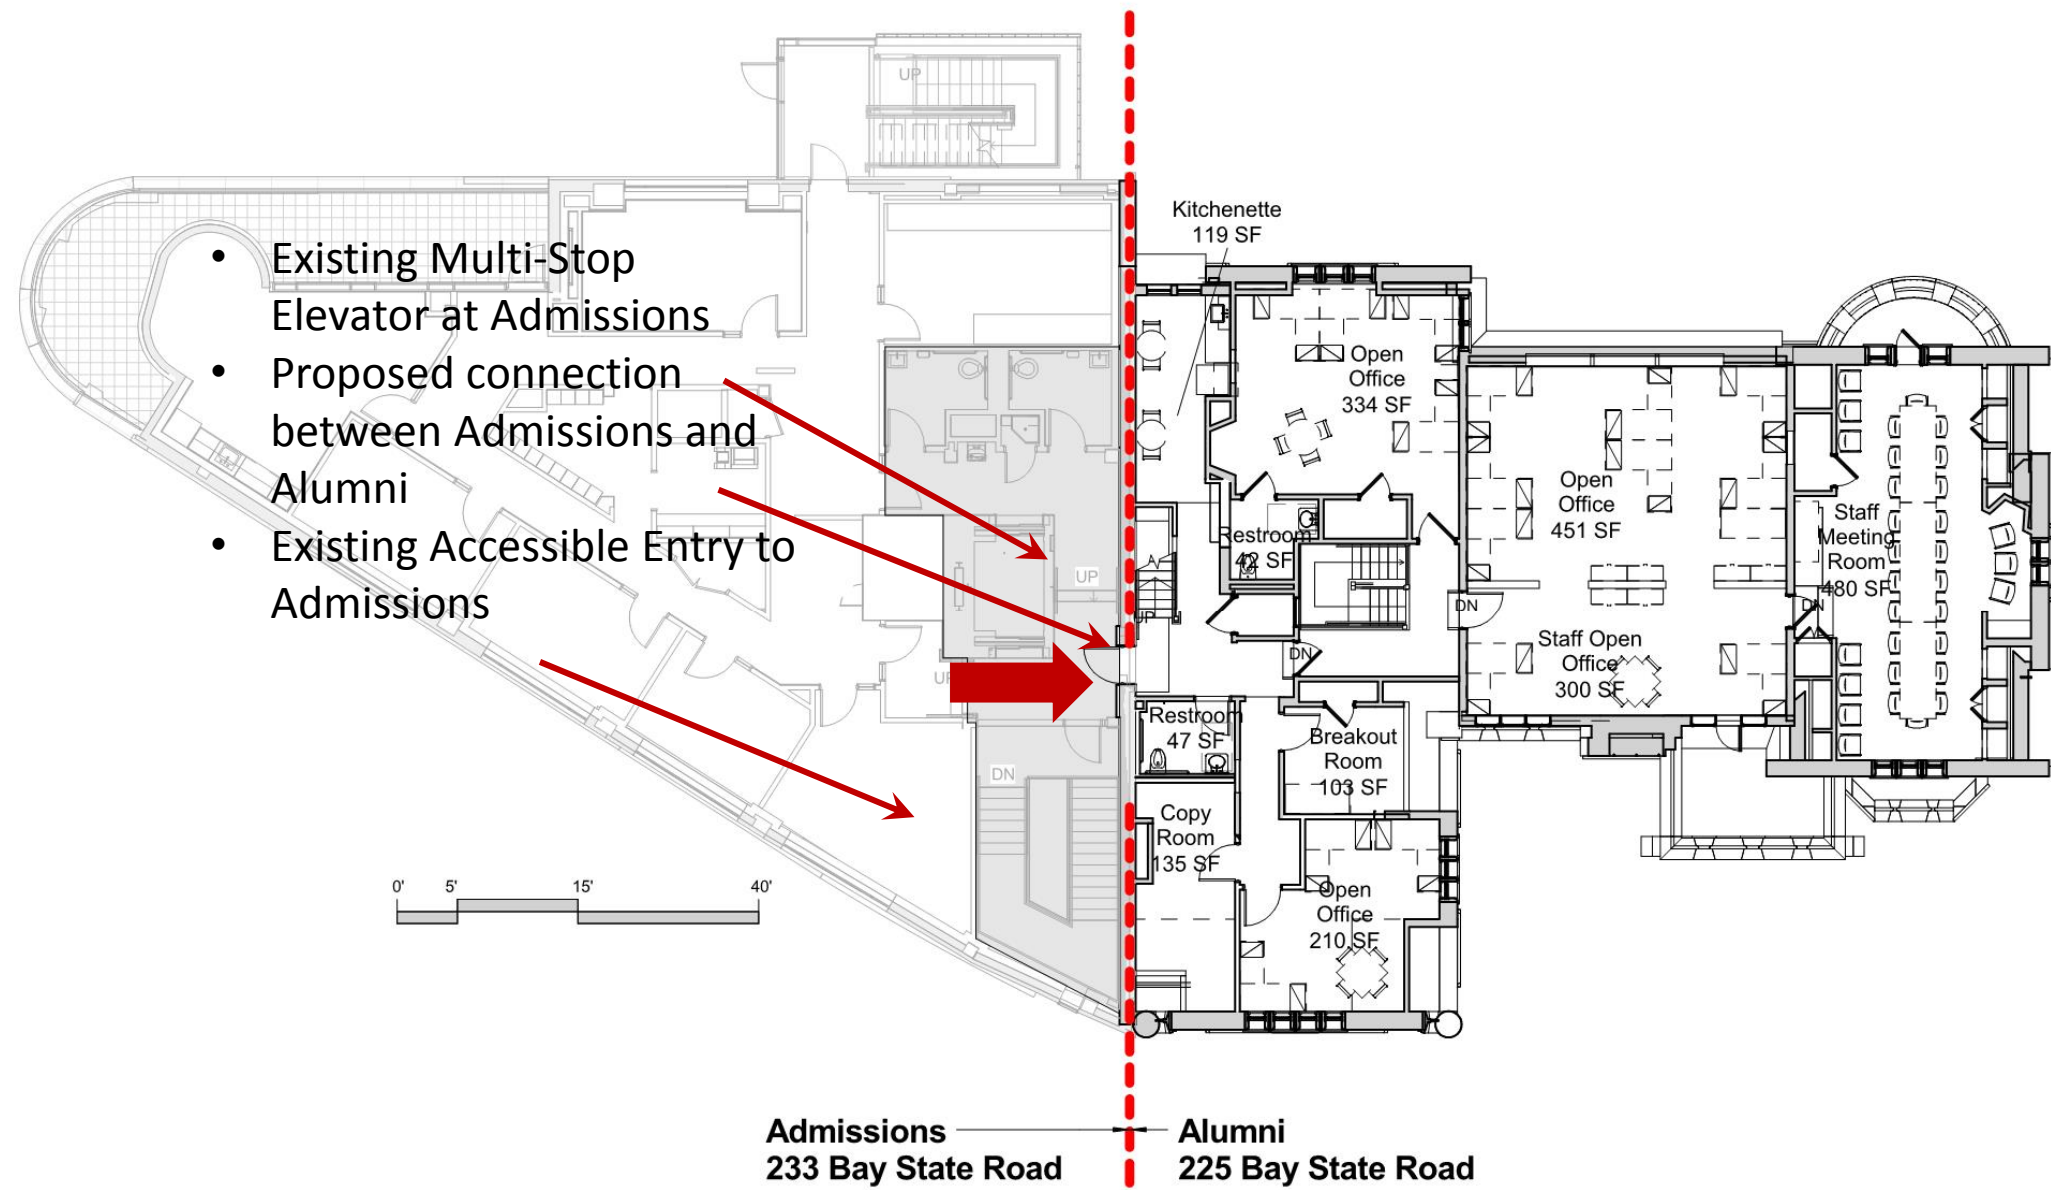 UP
Kitchenette
119 SF
• Existing Multi-Stop
Elevator at Admissions
• Proposed connection
between Admissions and
Alumni
• Existing Accessible Entry to
Admissions
Open
Office
334 SF
Open
Office
451 SF
Staff
Meeting
Room
480 SF
Restroom
42 SF
UP
UP
DN
DN
DN
Staff Open
Office
300 SF
UP
Restroom
47 SF
Breakout
Room
103 SF
DN
Copy
Room
135 SF
Open
Office
210 SF
0' 5' 15' 40'
Admissions
233 Bay State Road
Alumni
225 Bay State Road